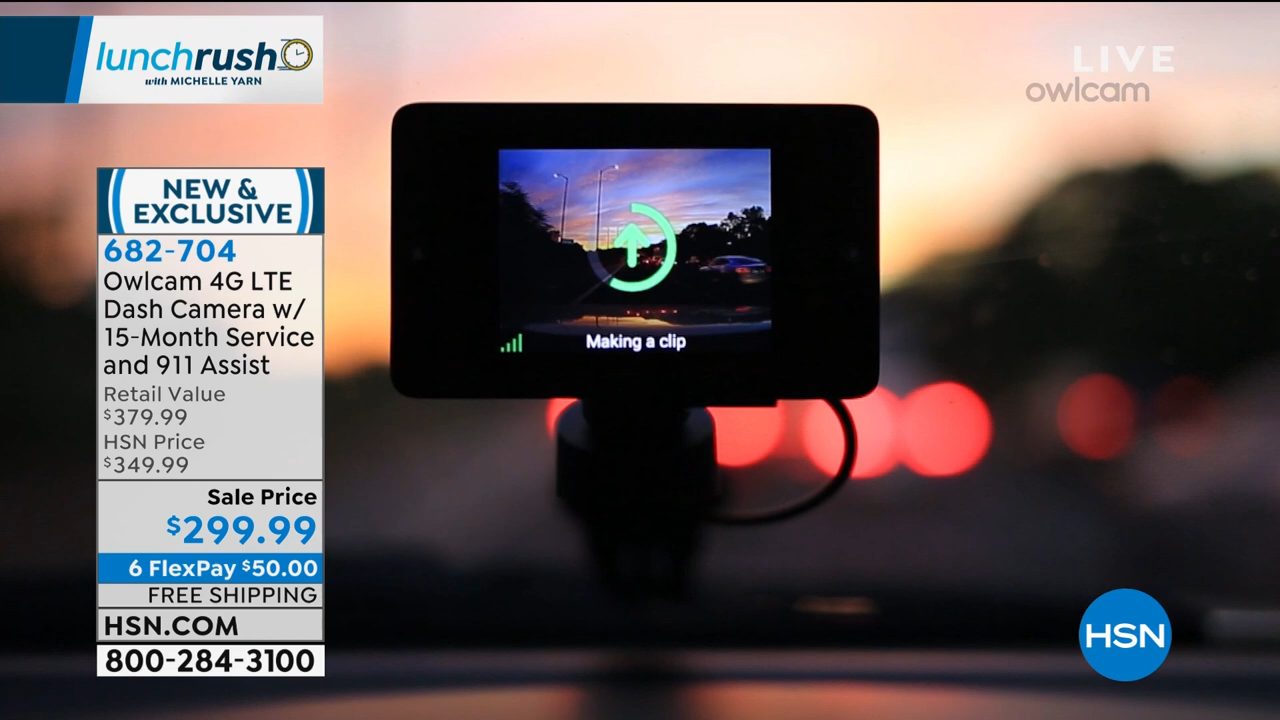 lunchrush
with MICHELLE YARN
LIVE
owlcam
NEW &
EXCLUSIVE
682-704
Owlcam 4G LTE
Dash Camera w/
15-Month Service
and 911 Assist
Retail Value
$379.99
HSN Price
$349.99
Sale Price
$299.99
6 FlexPay $50.00
FREE SHIPPING
HSN.COM
800-284-3100
Making a clip
HSN